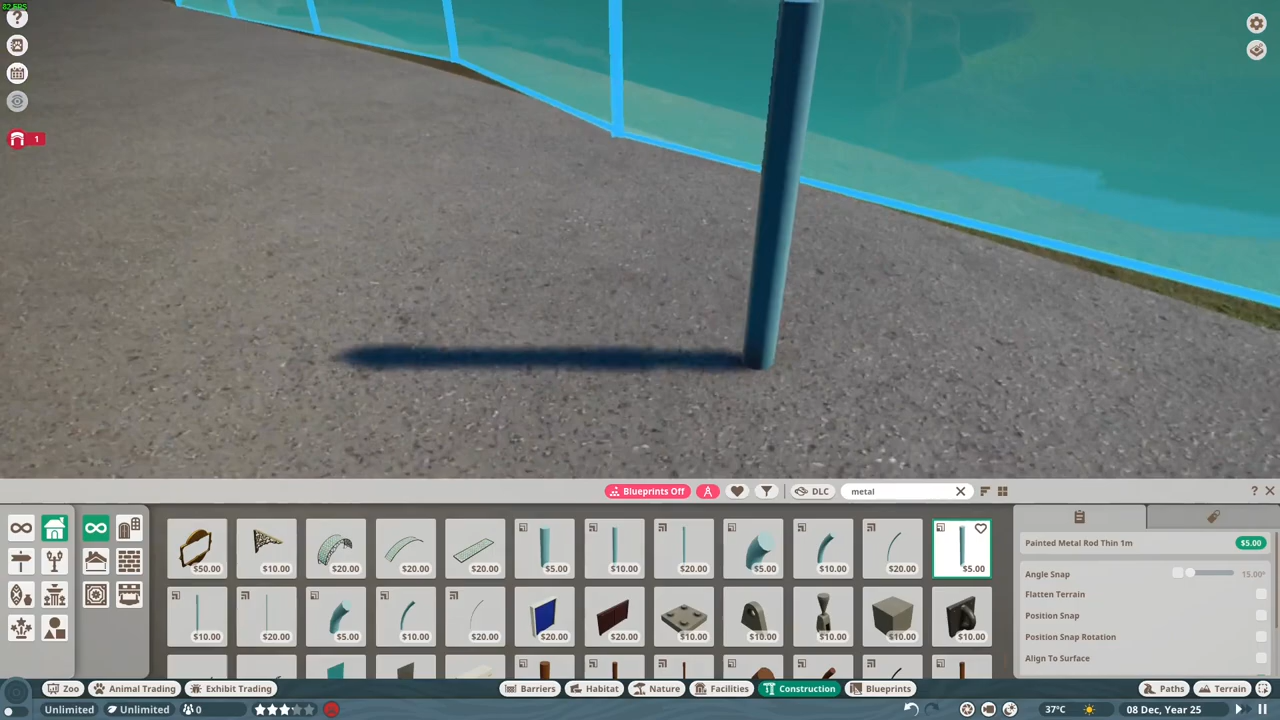 82 FPS
1
Blueprints Off
DLC
metal
$50.00 $10.00 $20.00 $20.00 $20.00 $5.00 $10.00 $20.00 $5.00 $10.00 $20.00 $5.00
$10.00 $20.00 $5.00 $10.00 $20.00 $20.00 $20.00 $10.00 $10.00 $10.00 $10.00 $10.00
Painted Metal Rod Thin 1m $5.00
Angle Snap 15.00°
Flatten Terrain
Position Snap
Position Snap Rotation
Align To Surface
Zoo Animal Trading Exhibit Trading Barriers Habitat Nature Facilities Construction Blueprints Paths Terrain
Unlimited Unlimited 0 37°C 08 Dec, Year 25